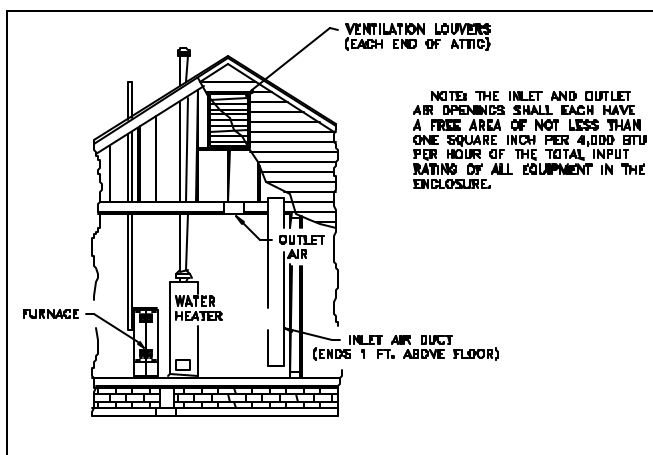 VENTILATION LOUVERS
(EACH END OF ATTIC)
NOTE: THE INLET AND OUTLET
AIR OPENINGS SHALL EACH HAVE
A FREE AREA OF NOT LESS THAN
ONE SQUARE INCH PER 4,000 BTU
PER HOUR OF THE TOTAL INPUT
RATING OF ALL EQUIPMENT IN THE
ENCLOSURE.
OUTLET
AIR
WATER
HEATER
FURNACE
INLET AIR DUCT
(ENDS 1 FT. ABOVE FLOOR)